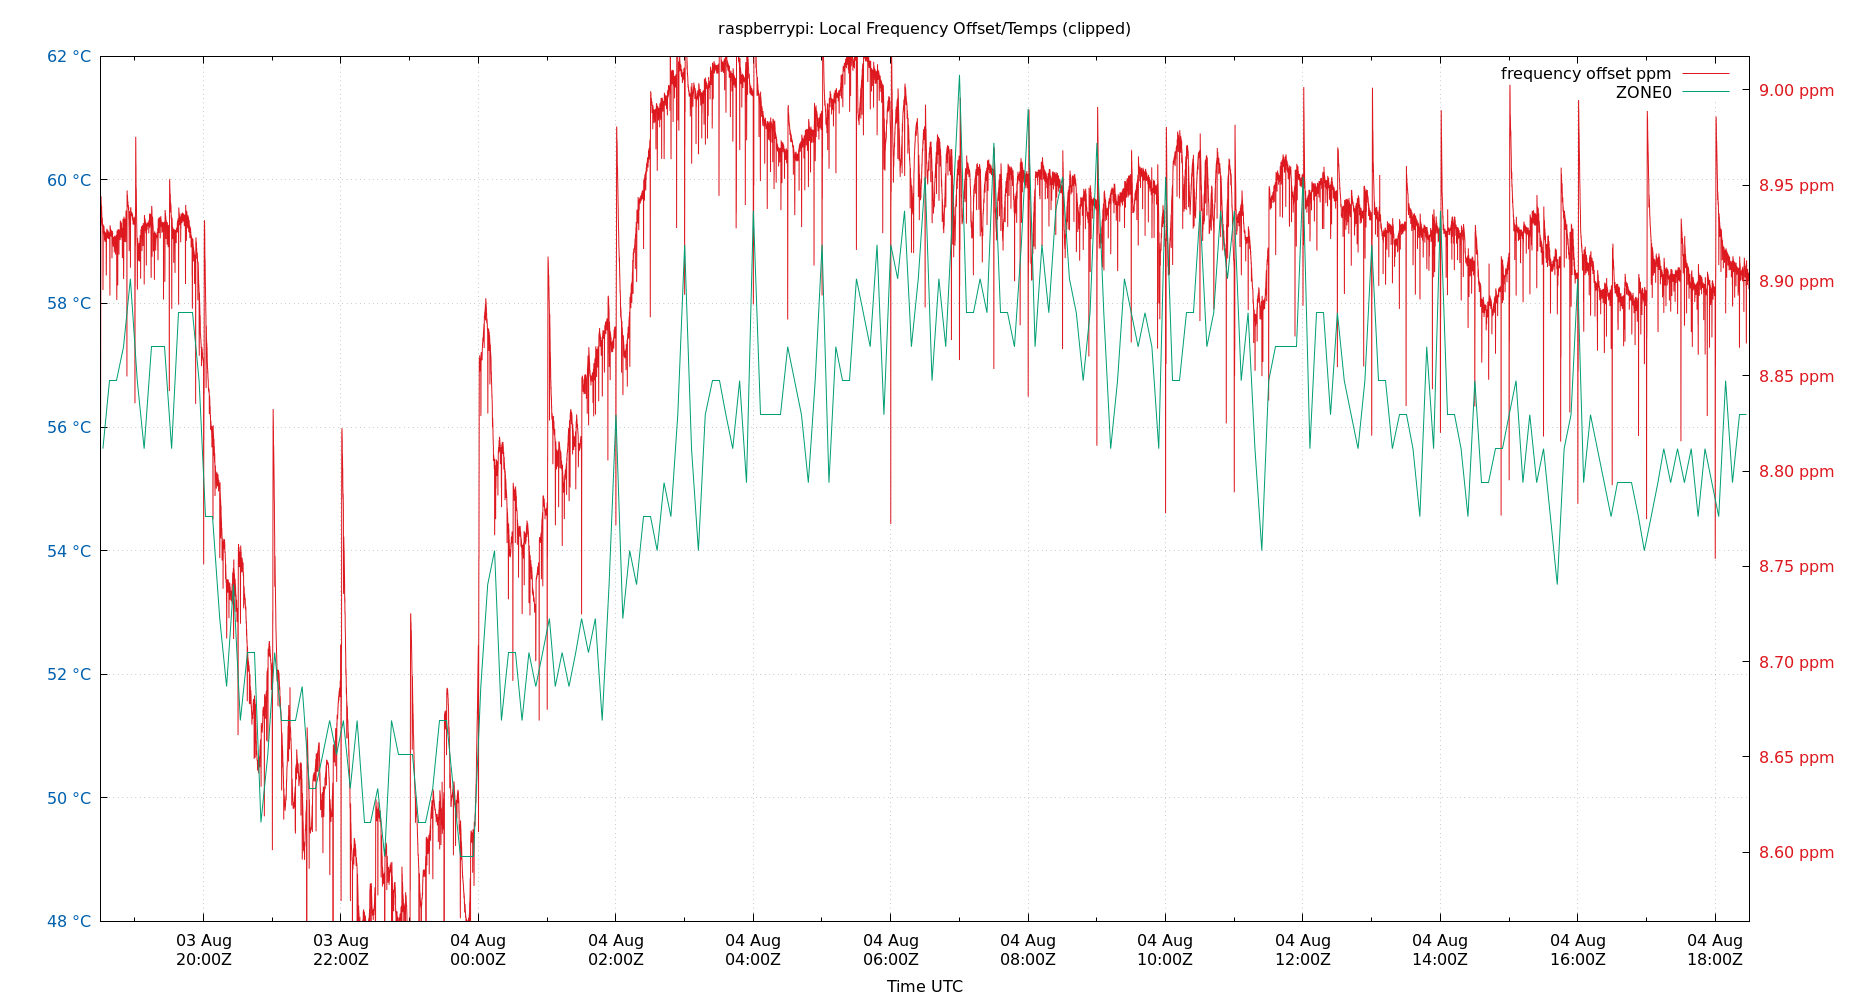 raspberrypi: Local Frequency Offset/Temps (clipped)
62 °C
60 °C
58 °C
56 °C
54 °C
52 °C
50 °C
48 °C
frequency offset ppm
ZONE0
9.00 ppm
8.95 ppm
8.90 ppm
8.85 ppm
8.80 ppm
8.75 ppm
8.70 ppm
8.65 ppm
8.60 ppm
03 Aug
20:00Z
03 Aug
22:00Z
04 Aug
00:00Z
04 Aug
02:00Z
04 Aug
04:00Z
04 Aug
06:00Z
04 Aug
08:00Z
04 Aug
10:00Z
04 Aug
12:00Z
04 Aug
14:00Z
04 Aug
16:00Z
04 Aug
18:00Z
Time UTC